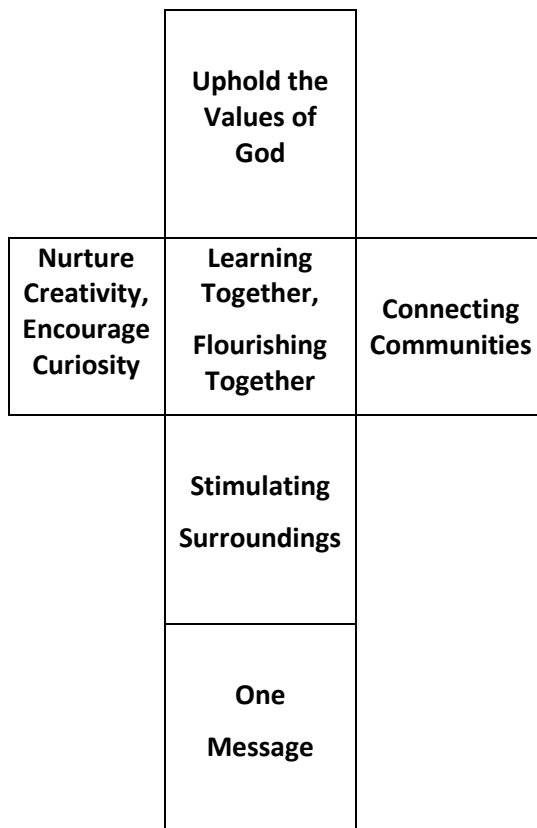 Uphold the
Values of
God
Nurture
Creativity,
Encourage
Curiosity
Learning
Together,
Flourishing
Together
Connecting
Communities
Stimulating
Surroundings
One
Message